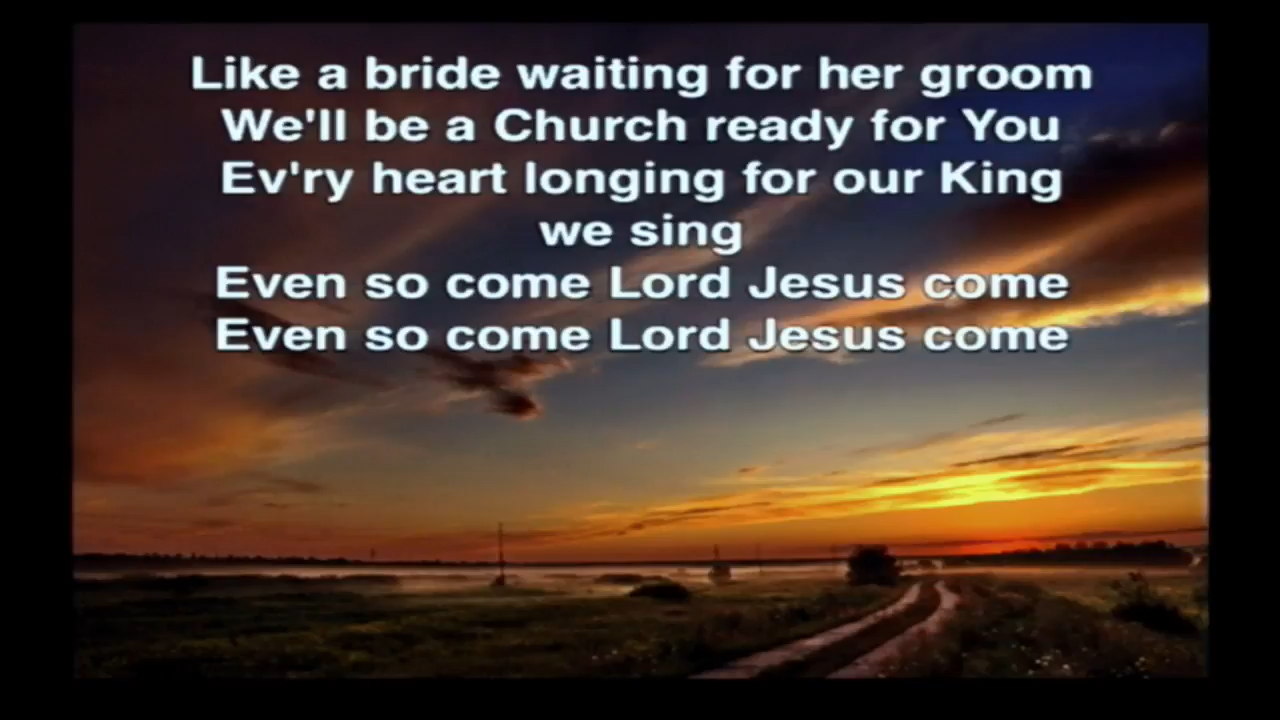 Like a bride waiting for her groom
We'll be a Church ready for You
Ev'ry heart longing for our King
we sing
Even so come Lord Jesus come
Even so come Lord Jesus come